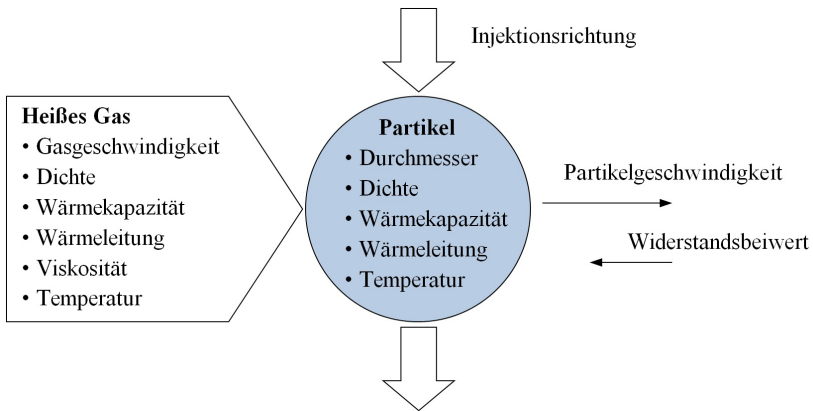 Injektionsrichtung
Heißes Gas
• Gasgeschwindigkeit
• Dichte
• Wärmekapazität
• Wärmeleitung
• Viskosität
• Temperatur
Partikel
• Durchmesser
• Dichte
• Wärmekapazität
• Wärmeleitung
• Temperatur
Partikelgeschwindigkeit
Widerstandsbeiwert